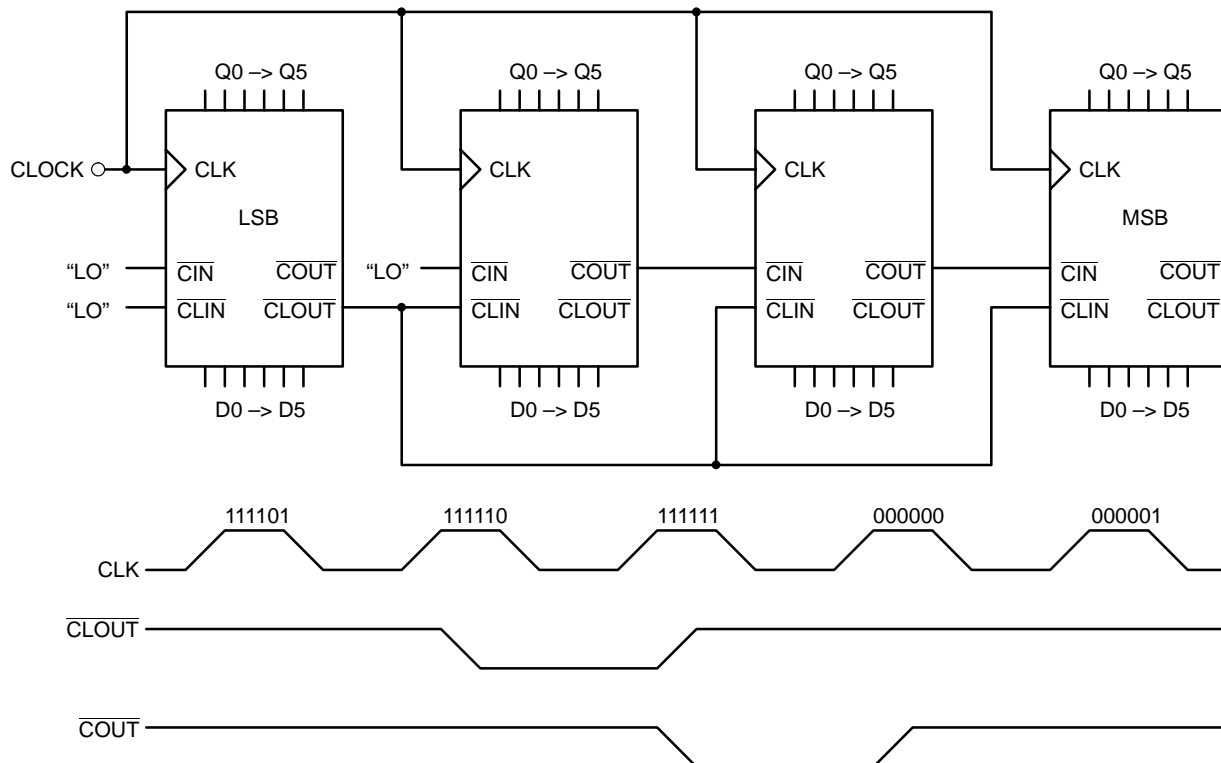 Q0 –> Q5 Q0 –> Q5 Q0 –> Q5 Q0 –> Q5
CLOCK CLK CLK CLK CLK
LSB MSB
“LO” CIN COUT “LO” CIN COUT CIN COUT CIN COUT
“LO” CLIN CLOUT CLIN CLOUT CLIN CLOUT CLIN CLOUT
D0 –> D5 D0 –> D5 D0 –> D5 D0 –> D5
111101 111110 111111 000000 000001
CLK
CLOUT
COUT